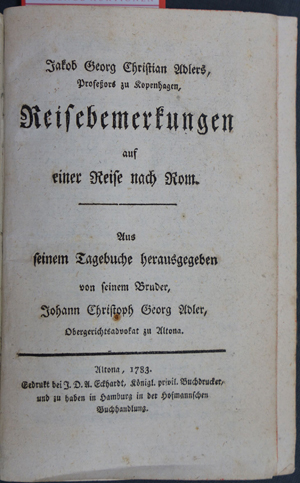 Jakob Georg Christian Adlers,
Profeßors zu Kopenhagen,
Reisebemerkungen
auf
einer Reise nach Rom.
Aus
seinem Tagebuche herausgegeben
von seinem Bruder,
Johann Christoph Georg Adler,
Obergerichtsadvokat zu Altona.
Altona, 1783.
Gedrukt bei J. D. A. Eckhardt, Königl. privil. Buchdrucker,
und zu haben in Hamburg in der Hofmannschen
Buchhandlung.